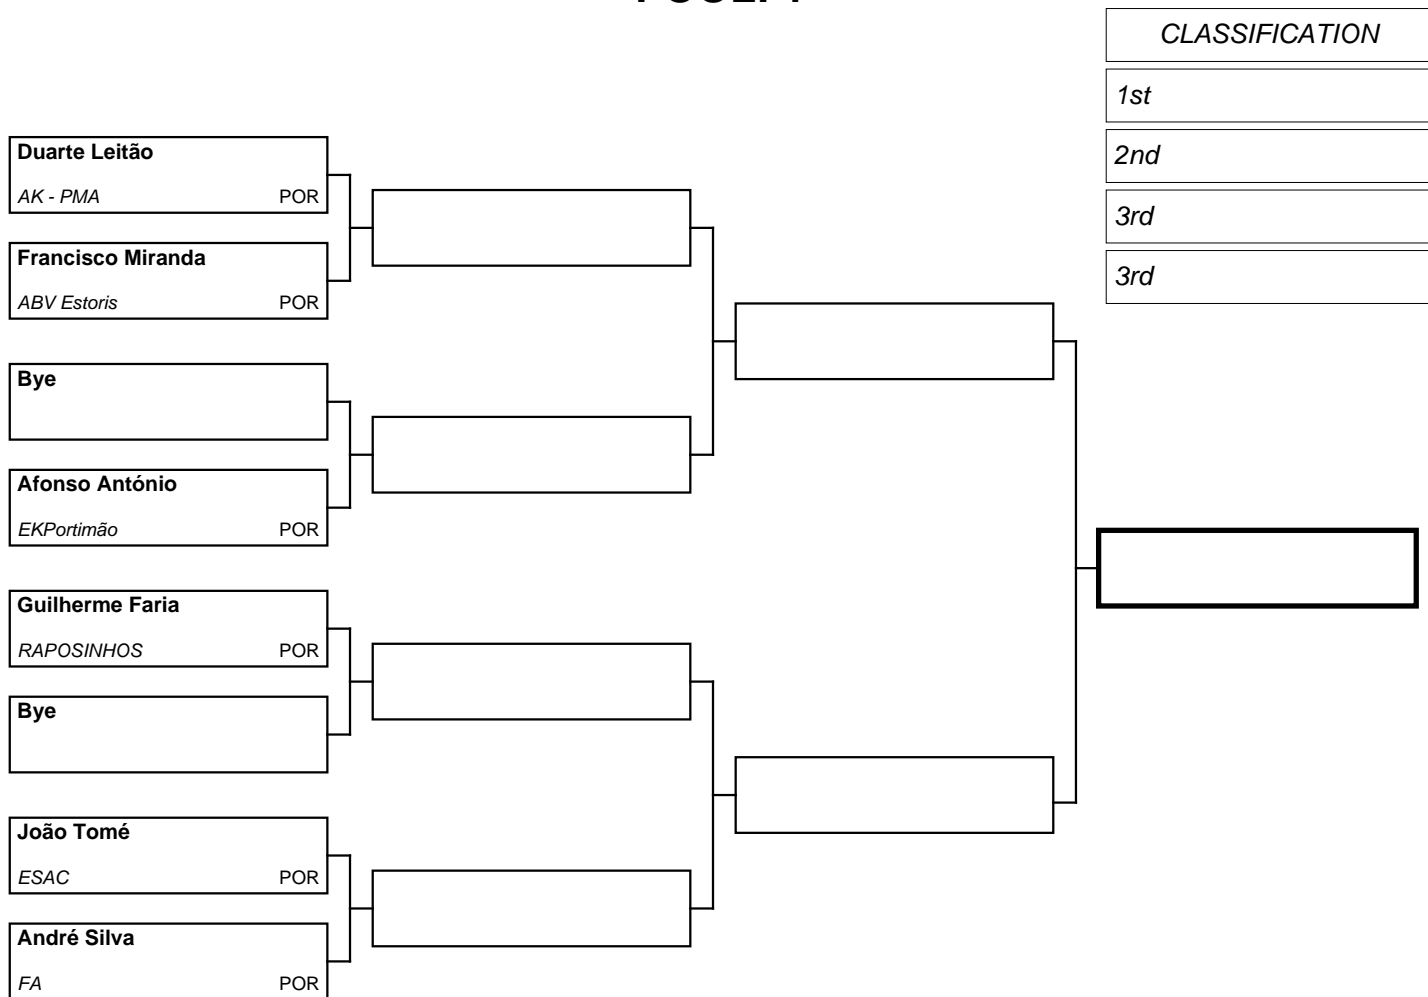 CLASSIFICATION
1st
2nd
3rd
3rd
Duarte Leitão
AK - PMA POR
Francisco Miranda
ABV Estoris POR
Bye
Afonso António
EKPortimão POR
Guilherme Faria
RAPOSINHOS POR
Bye
João Tomé
ESAC POR
André Silva
FA POR